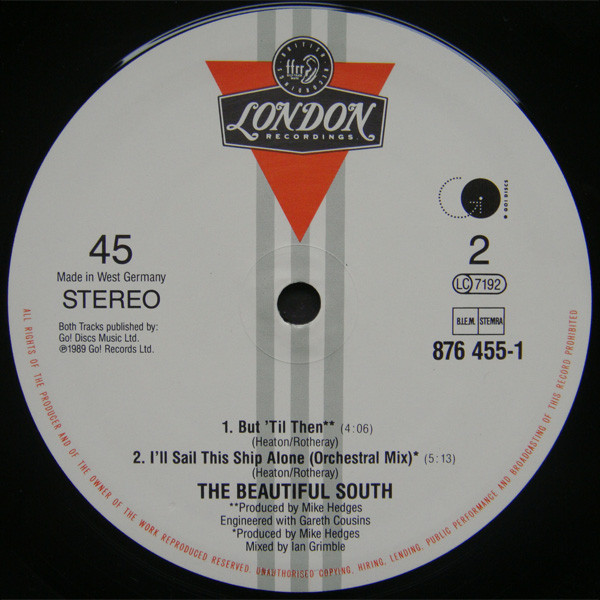 BRITISH
ffrr
RECORDINGS
LONDON
RECORDINGS
GO! DISCS
45
Made in West Germany
STEREO
Both Tracks published by:
Go! Discs Music Ltd.
℗1989 Go! Records Ltd.
2
LC 7192
B.I.E.M. STEMRA
876 455-1
1. But 'Til Then** (4:06)
(Heaton/Rotheray)
2. I'll Sail This Ship Alone (Orchestral Mix)* (5:13)
(Heaton/Rotheray)
THE BEAUTIFUL SOUTH
**Produced by Mike Hedges
Engineered with Gareth Cousins
*Produced by Mike Hedges
Mixed by Ian Grimble
ALL RIGHTS OF THE PRODUCER AND OF THE OWNER OF THE WORK REPRODUCED RESERVED. UNAUTHORISED COPYING, HIRING, LENDING, PUBLIC PERFORMANCE AND BROADCASTING OF THIS RECORD PROHIBITED